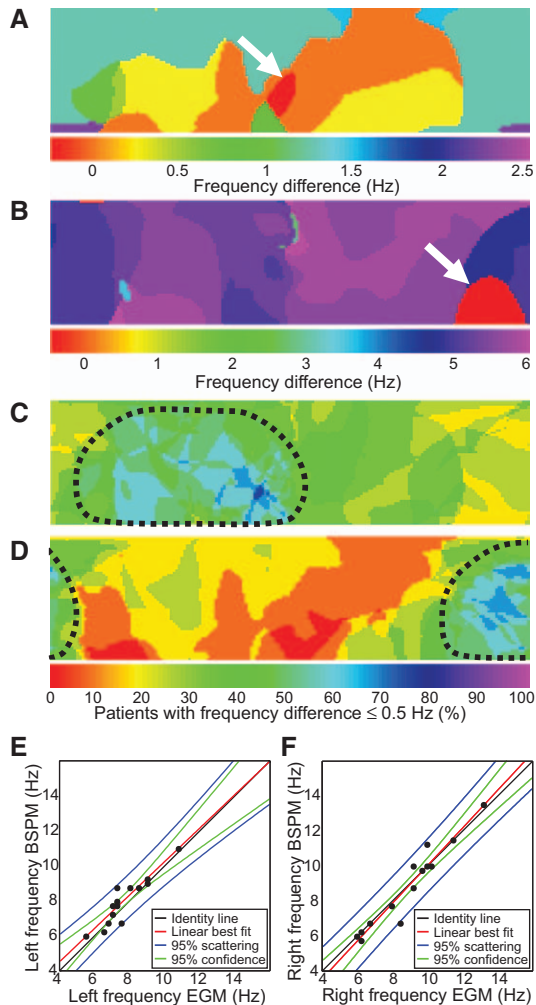 A
0 0.5 1 1.5 2 2.5
Frequency difference (Hz)
B
0 1 2 3 4 5 6
Frequency difference (Hz)
C
D
0 10 20 30 40 50 60 70 80 90 100
Patients with frequency difference ≤ 0.5 Hz (%)
E
Left frequency BSPM (Hz)
14
12
10
8
6
4
4 6 8 10 12 14
Left frequency EGM (Hz)
Identity line
Linear best fit
95% scattering
95% confidence
F
Right frequency BSPM (Hz)
14
12
10
8
6
4
4 6 8 10 12 14
Right frequency EGM (Hz)
Identity line
Linear best fit
95% scattering
95% confidence